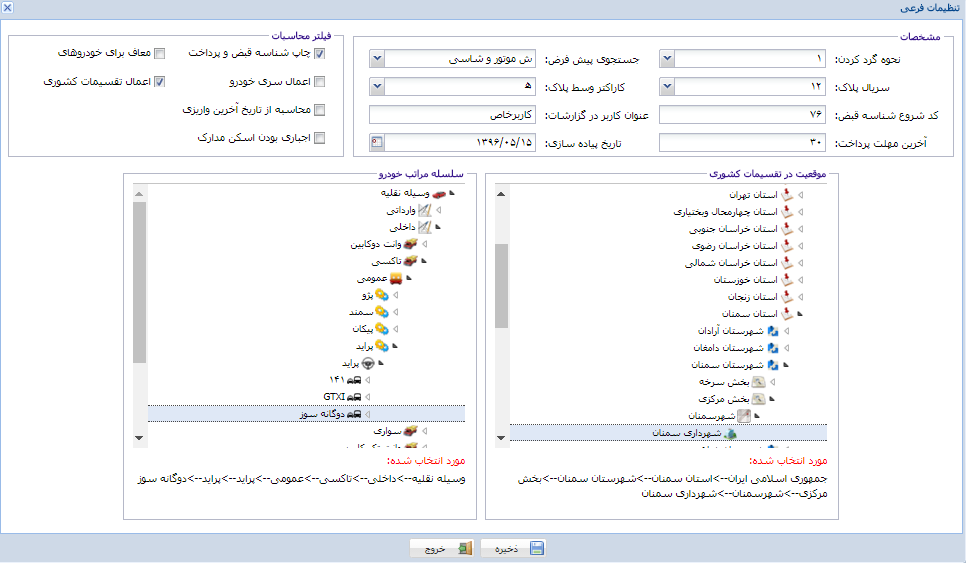 تنظیمات فرعی
مشخصات
نحوه گرد کردن: ۱
جستجوی پیش فرض: ش موتور و شاسی
سریال پلاک: ۱۲
کاراکتر وسط پلاک: ه
کد شروع شناسه قبض: ۷۶
عنوان کاربر در گزارشات: کاربرخاص
آخرین مهلت پرداخت: ۳۰
تاریخ پیاده سازی: ۱۳۹۶/۰۵/۱۵
فیلتر محاسبات
چاپ شناسه قبض و پرداخت
معاف برای خودروهای
اعمال سری خودرو
اعمال تقسیمات کشوری
محاسبه از تاریخ آخرین واریزی
اجباری بودن اسکن مدارک
موقعیت در تقسیمات کشوری
استان تهران
استان چهارمحال وبختیاری
استان خراسان جنوبی
استان خراسان رضوی
استان خراسان شمالی
استان خوزستان
استان زنجان
استان سمنان
شهرستان آرادان
شهرستان دامغان
شهرستان سمنان
بخش سرخه
بخش مرکزی
شهرسمنان
شهرداری سمنان
مورد انتخاب شده:
جمهوری اسلامی ایران-->استان سمنان-->شهرستان سمنان-->بخش
مرکزی-->شهرسمنان-->شهرداری سمنان
سلسله مراتب خودرو
وسیله نقلیه
وارداتی
داخلی
وانت دوکابین
تاکسی
عمومی
پژو
سمند
پیکان
پراید
پراید
۱۴۱
GTXI
دوگانه سوز
سواری
مورد انتخاب شده:
وسیله نقلیه-->داخلی-->تاکسی-->عمومی-->پراید-->پراید-->دوگانه سوز
ذخیره
خروج